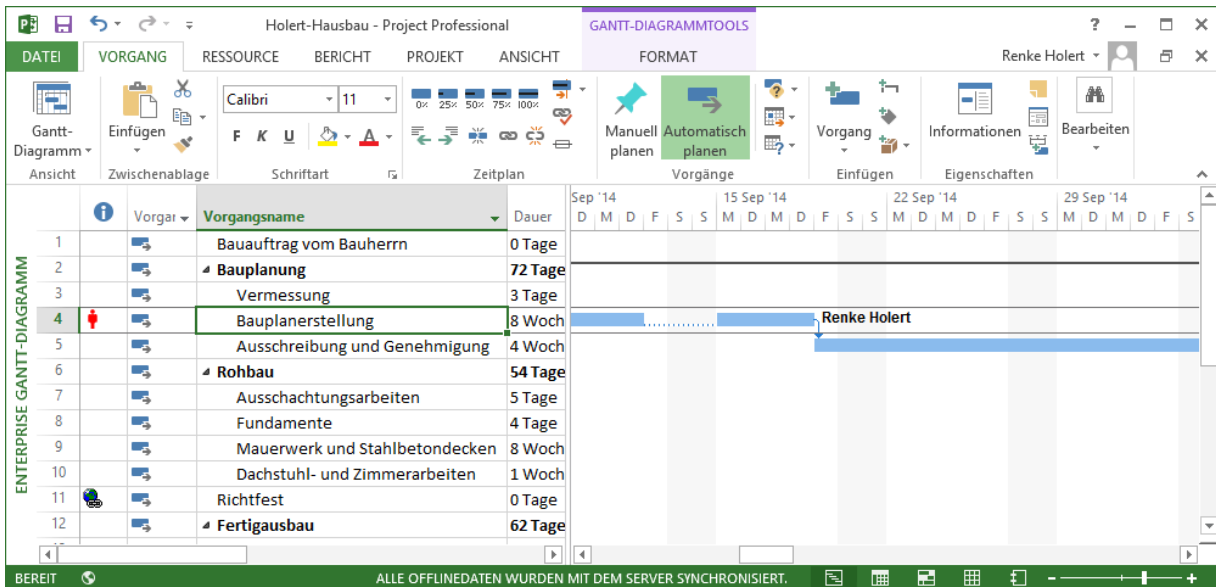 Holert-Hausbau - Project Professional
GANTT-DIAGRAMMTOOLS
?
DATEI VORGANG RESSOURCE BERICHT PROJEKT ANSICHT FORMAT Renke Holert
Gantt-Diagramm
Einfügen
Calibri 11
F K U A
0% 25% 50% 75% 100%
Manuell planen
Automatisch planen
Vorgang
Informationen
Bearbeiten
Ansicht Zwischenablage Schriftart Zeitplan Vorgänge Einfügen Eigenschaften
Vorgar Vorgangsname Dauer
Sep '14 15 Sep '14 22 Sep '14 29 Sep '14
D M D F S S M D M D F S S M D M D F S S M D M D F S
1 Bauauftrag vom Bauherrn 0 Tage
2 Bauplanung 72 Tage
3 Vermessung 3 Tage
4 Bauplanerstellung 8 Woch Renke Holert
5 Ausschreibung und Genehmigung 4 Woch
6 Rohbau 54 Tage
7 Ausschachtungsarbeiten 5 Tage
8 Fundamente 4 Tage
9 Mauerwerk und Stahlbetondecken 8 Woch
10 Dachstuhl- und Zimmerarbeiten 1 Woch
11 Richtfest 0 Tage
12 Fertigausbau 62 Tage
ENTERPRISE GANTT-DIAGRAMM
BEREIT ALLE OFFLINEDATEN WURDEN MIT DEM SERVER SYNCHRONISIERT.